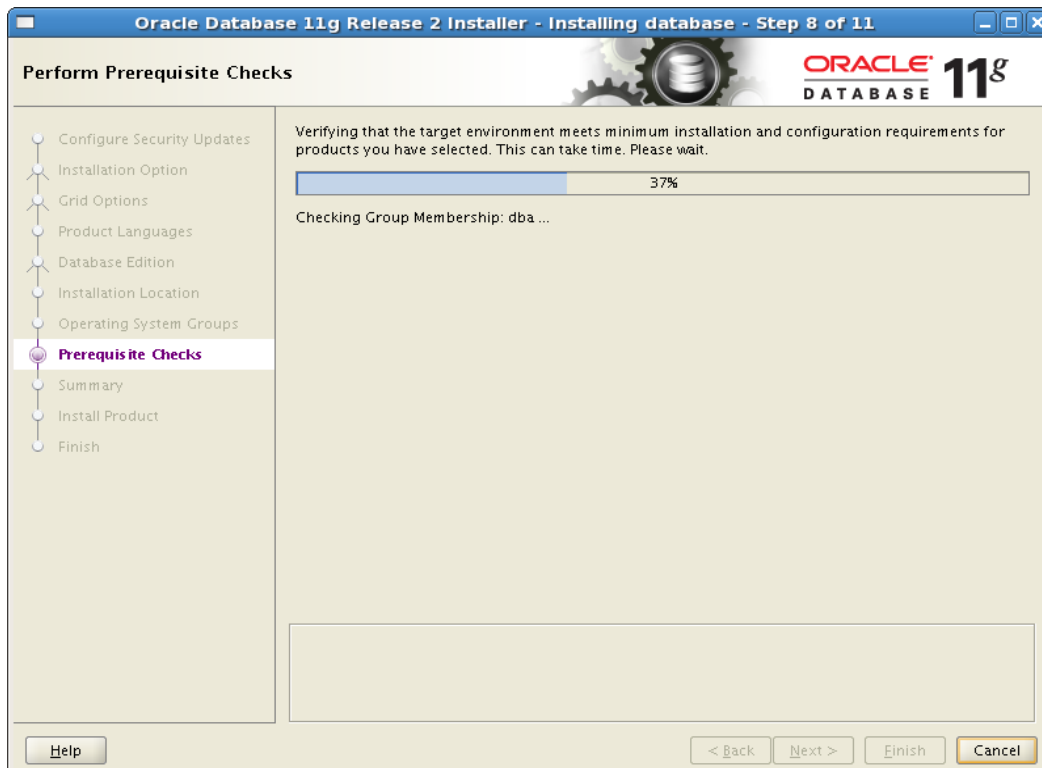 Oracle Database 11g Release 2 Installer - Installing database - Step 8 of 11
Perform Prerequisite Checks
ORACLE
DATABASE
11g
Configure Security Updates
Installation Option
Grid Options
Product Languages
Database Edition
Installation Location
Operating System Groups
Prerequisite Checks
Summary
Install Product
Finish
Verifying that the target environment meets minimum installation and configuration requirements for
products you have selected. This can take time. Please wait.
37%
Checking Group Membership: dba ...
Help
< Back
Next >
Finish
Cancel